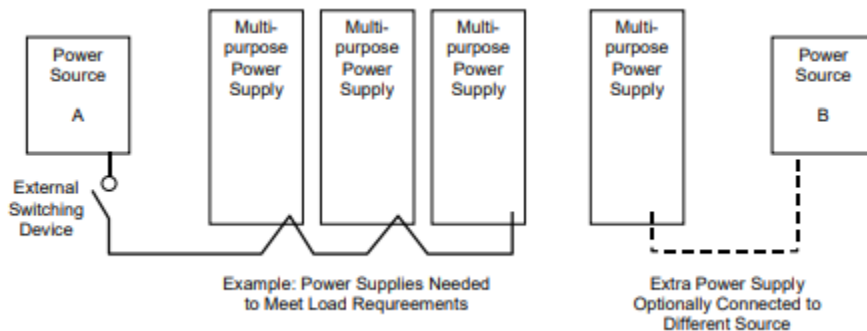 Power
Source
A
Multi-
purpose
Power
Supply
Multi-
purpose
Power
Supply
Multi-
purpose
Power
Supply
Multi-
purpose
Power
Supply
Power
Source
B
External
Switching
Device
Example: Power Supplies Needed
to Meet Load Requreements
Extra Power Supply
Optionally Connected to
Different Source